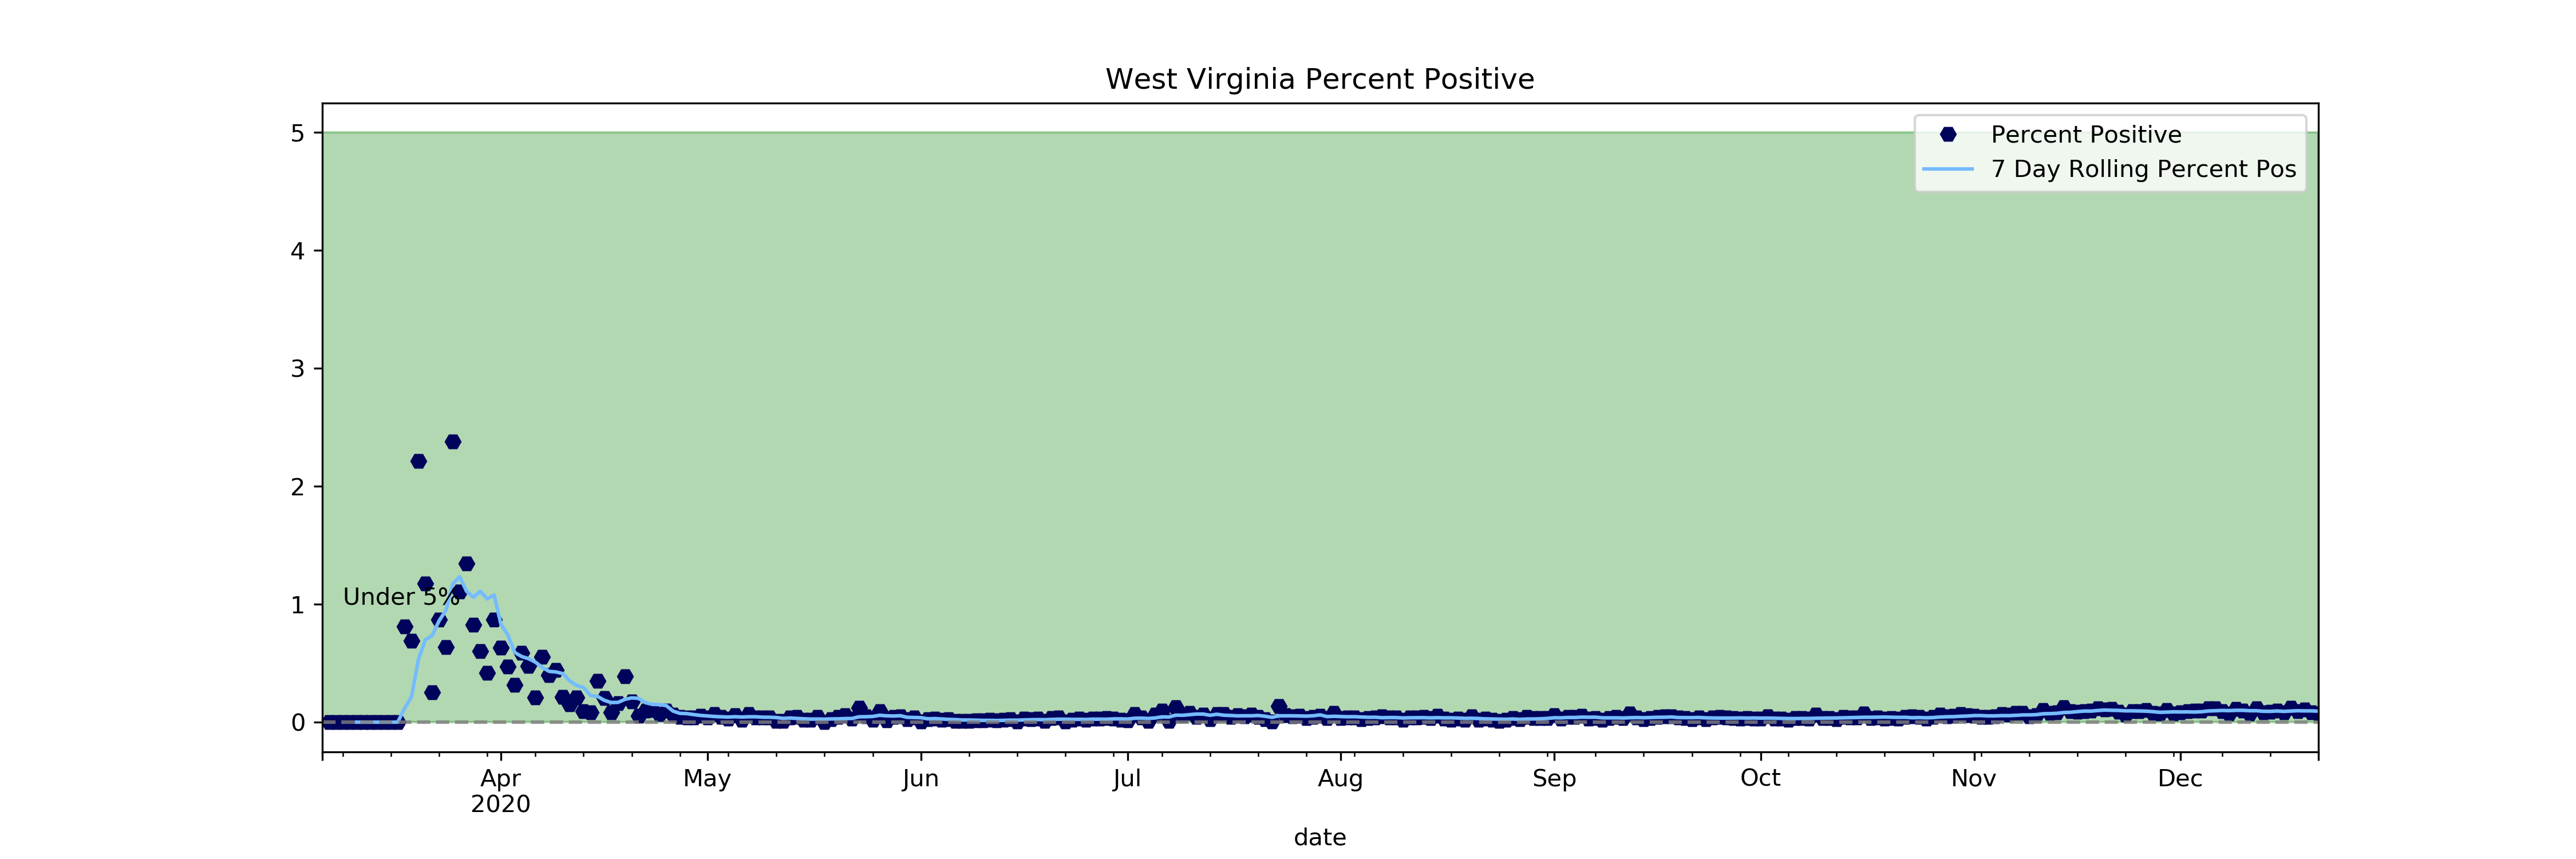 West Virginia Percent Positive
Percent Positive
7 Day Rolling Percent Pos
5
4
3
2
1
0
Under 5%
Apr
2020
May
Jun
Jul
Aug
Sep
Oct
Nov
Dec
date